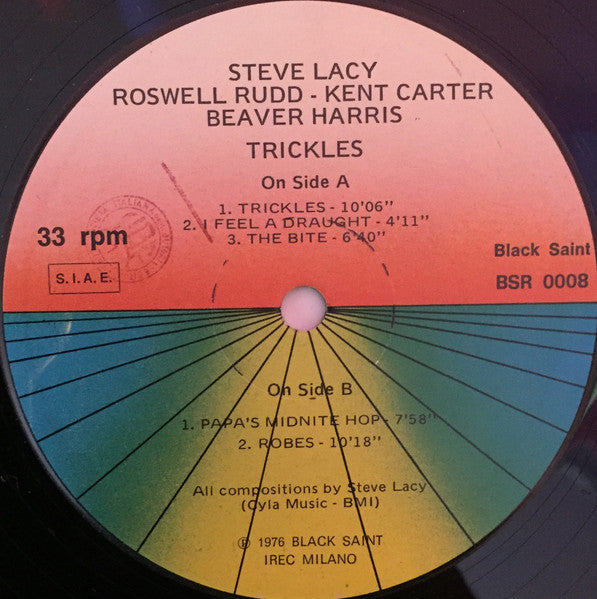 STEVE LACY
ROSWELL RUDD - KENT CARTER
BEAVER HARRIS
TRICKLES
On Side A
1. TRICKLES - 10'06"
2. I FEEL A DRAUGHT - 4'11"
3. THE BITE - 6'40"
33 rpm
S.I.A.E.
Black Saint
BSR 0008
On Side B
1. PAPA'S MIDNITE HOP - 7'58"
2. ROBES - 10'18"
All compositions by Steve Lacy
(Cyla Music - BMI)
℗ 1976 BLACK SAINT
IREC MILANO